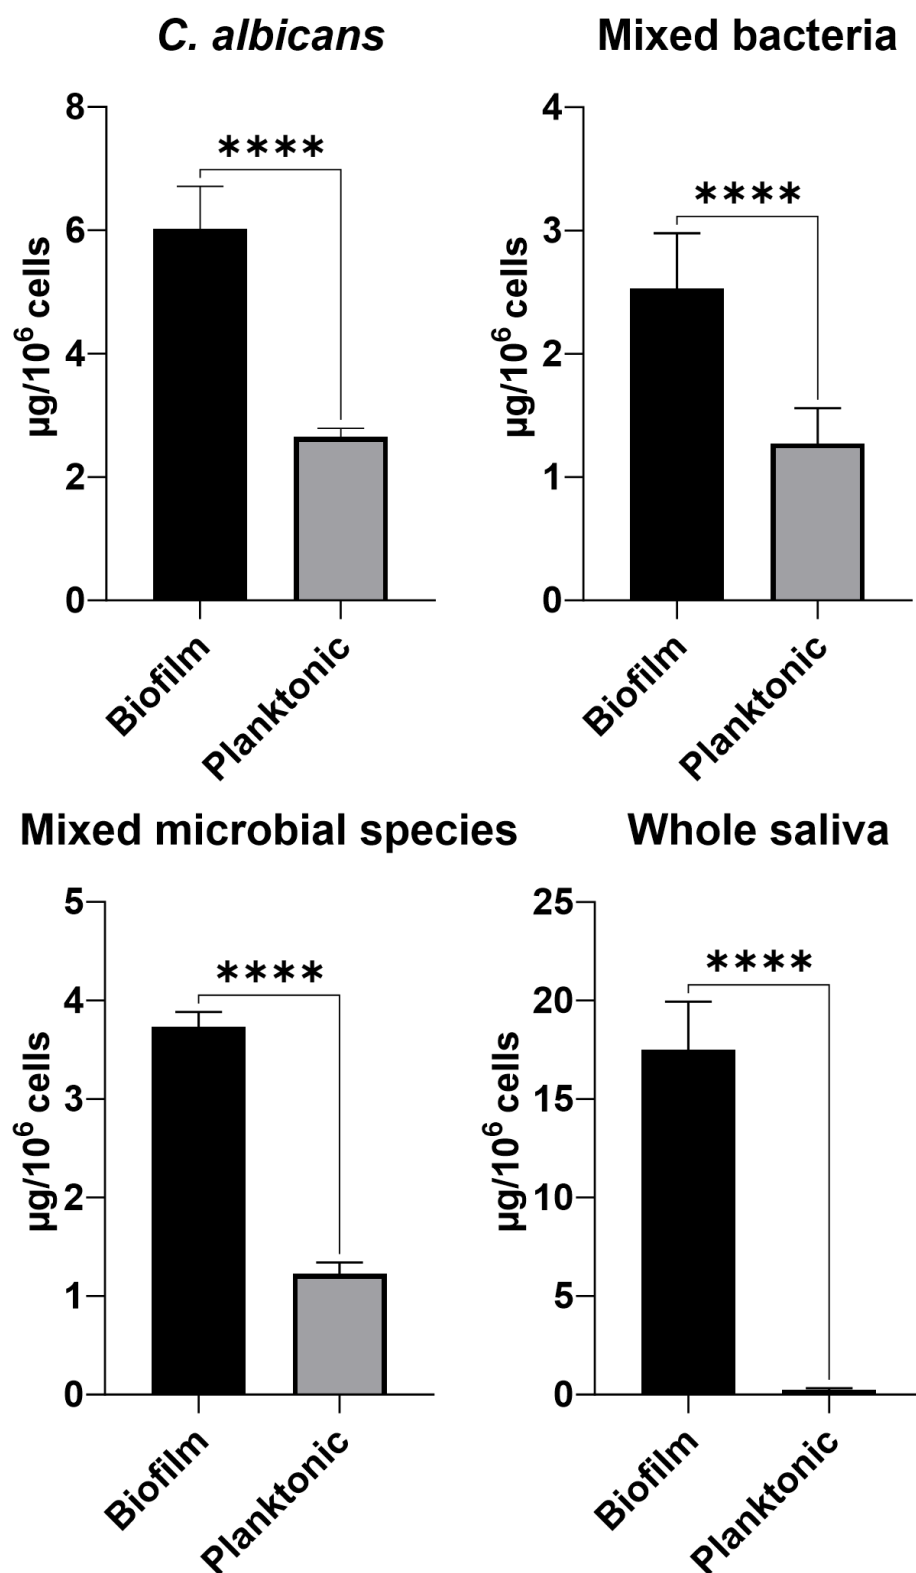 C. albicans
8
6
4
2
0
µg/10⁶ cells
****
Biofilm
Planktonic
Mixed bacteria
4
3
2
1
0
µg/10⁶ cells
****
Biofilm
Planktonic
Mixed microbial species
5
4
3
2
1
0
µg/10⁶ cells
****
Biofilm
Planktonic
Whole saliva
25
20
15
10
5
0
µg/10⁶ cells
****
Biofilm
Planktonic